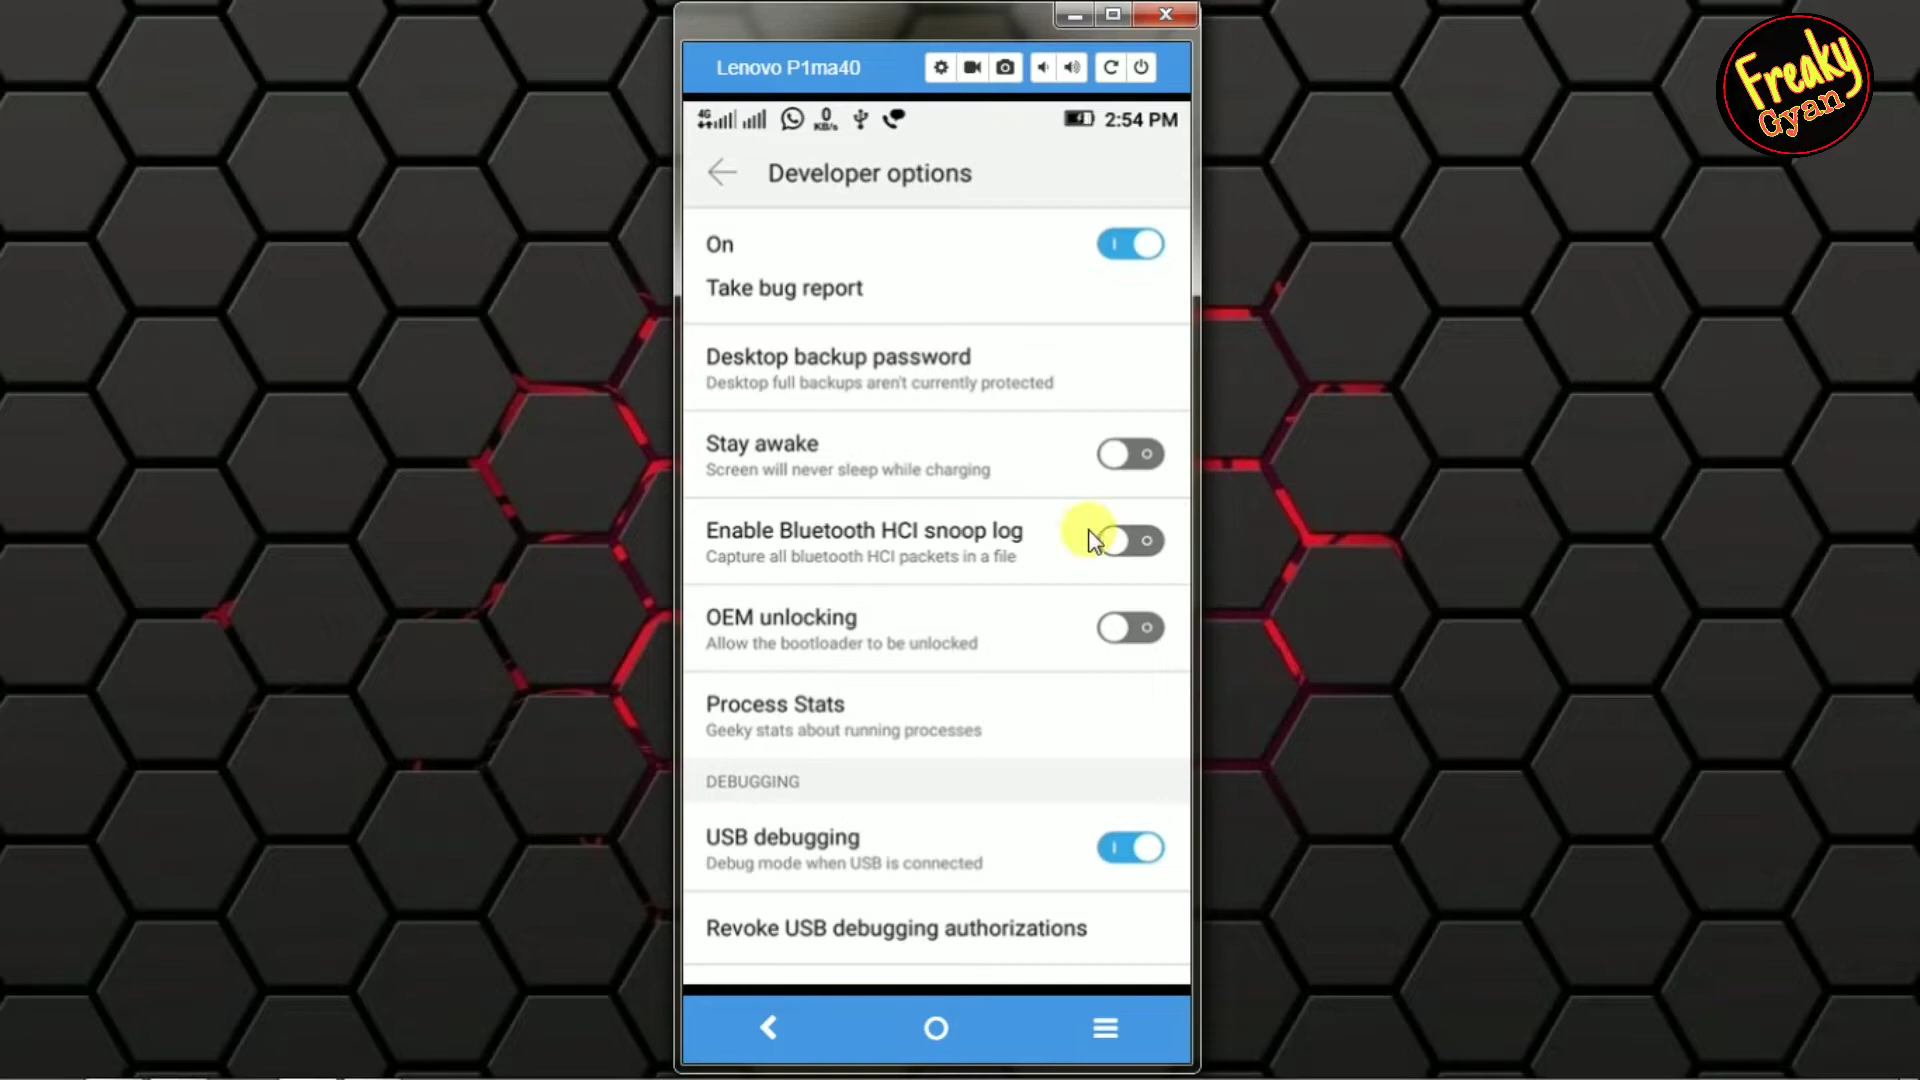 Freaky
Gyan
Lenovo P1ma40
4G
0
KB/s
2:54 PM
Developer options
On
Take bug report
Desktop backup password
Desktop full backups aren't currently protected
Stay awake
Screen will never sleep while charging
Enable Bluetooth HCI snoop log
Capture all bluetooth HCI packets in a file
OEM unlocking
Allow the bootloader to be unlocked
Process Stats
Geeky stats about running processes
DEBUGGING
USB debugging
Debug mode when USB is connected
Revoke USB debugging authorizations